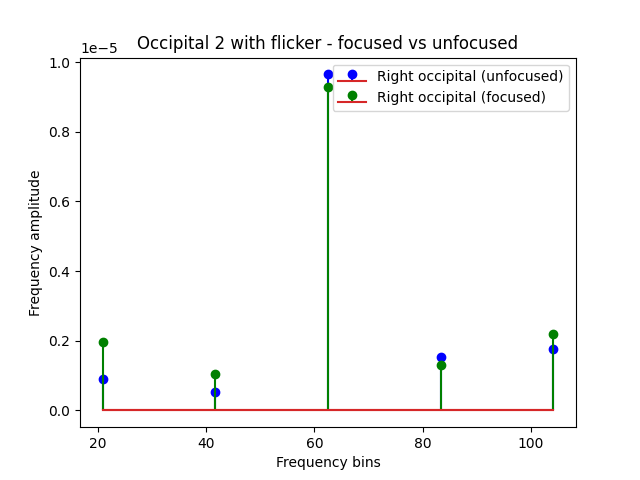 Occipital 2 with flicker - focused vs unfocused
1e−5
Right occipital (unfocused)
Right occipital (focused)
1.0
0.8
0.6
0.4
0.2
0.0
Frequency amplitude
20 40 60 80 100
Frequency bins